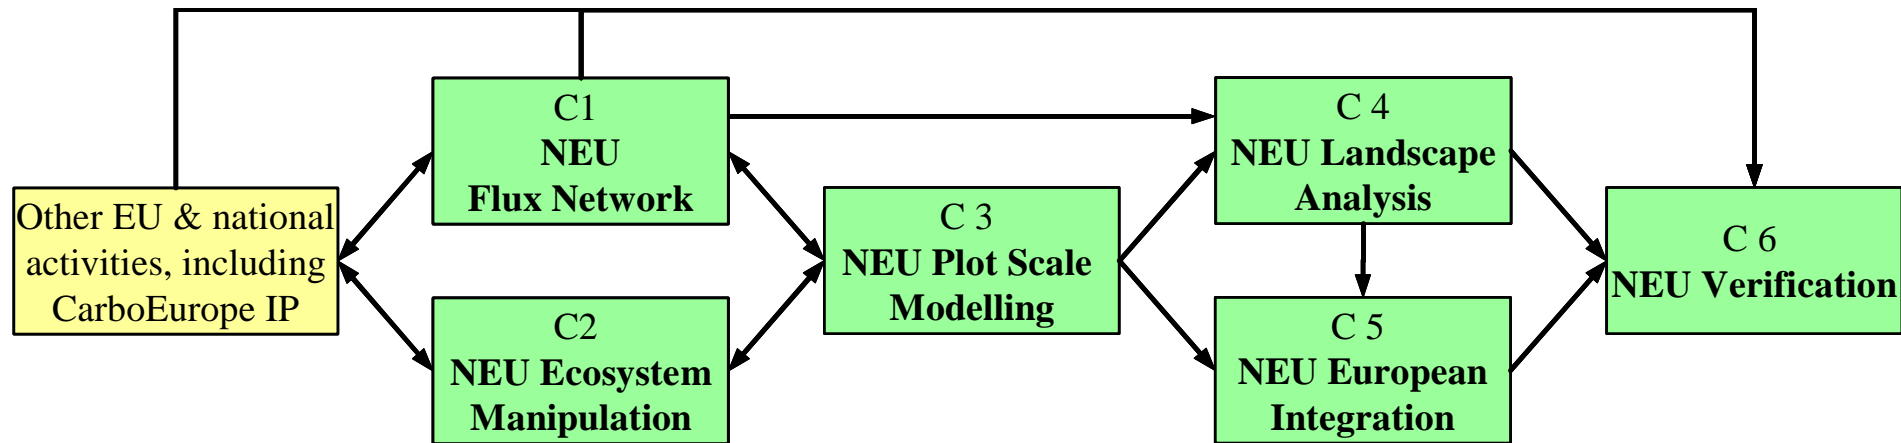 Other EU & national
activities, including
CarboEurope IP
C1
NEU
Flux Network
C2
NEU Ecosystem
Manipulation
C 3
NEU Plot Scale
Modelling
C 4
NEU Landscape
Analysis
C 5
NEU European
Integration
C 6
NEU Verification